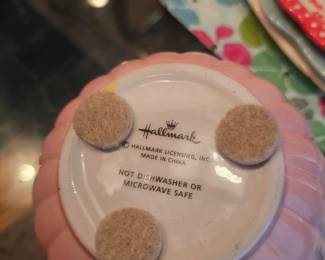 Hallmark
© HALLMARK LICENSING, INC.
MADE IN CHINA
NOT DISHWASHER OR
MICROWAVE SAFE